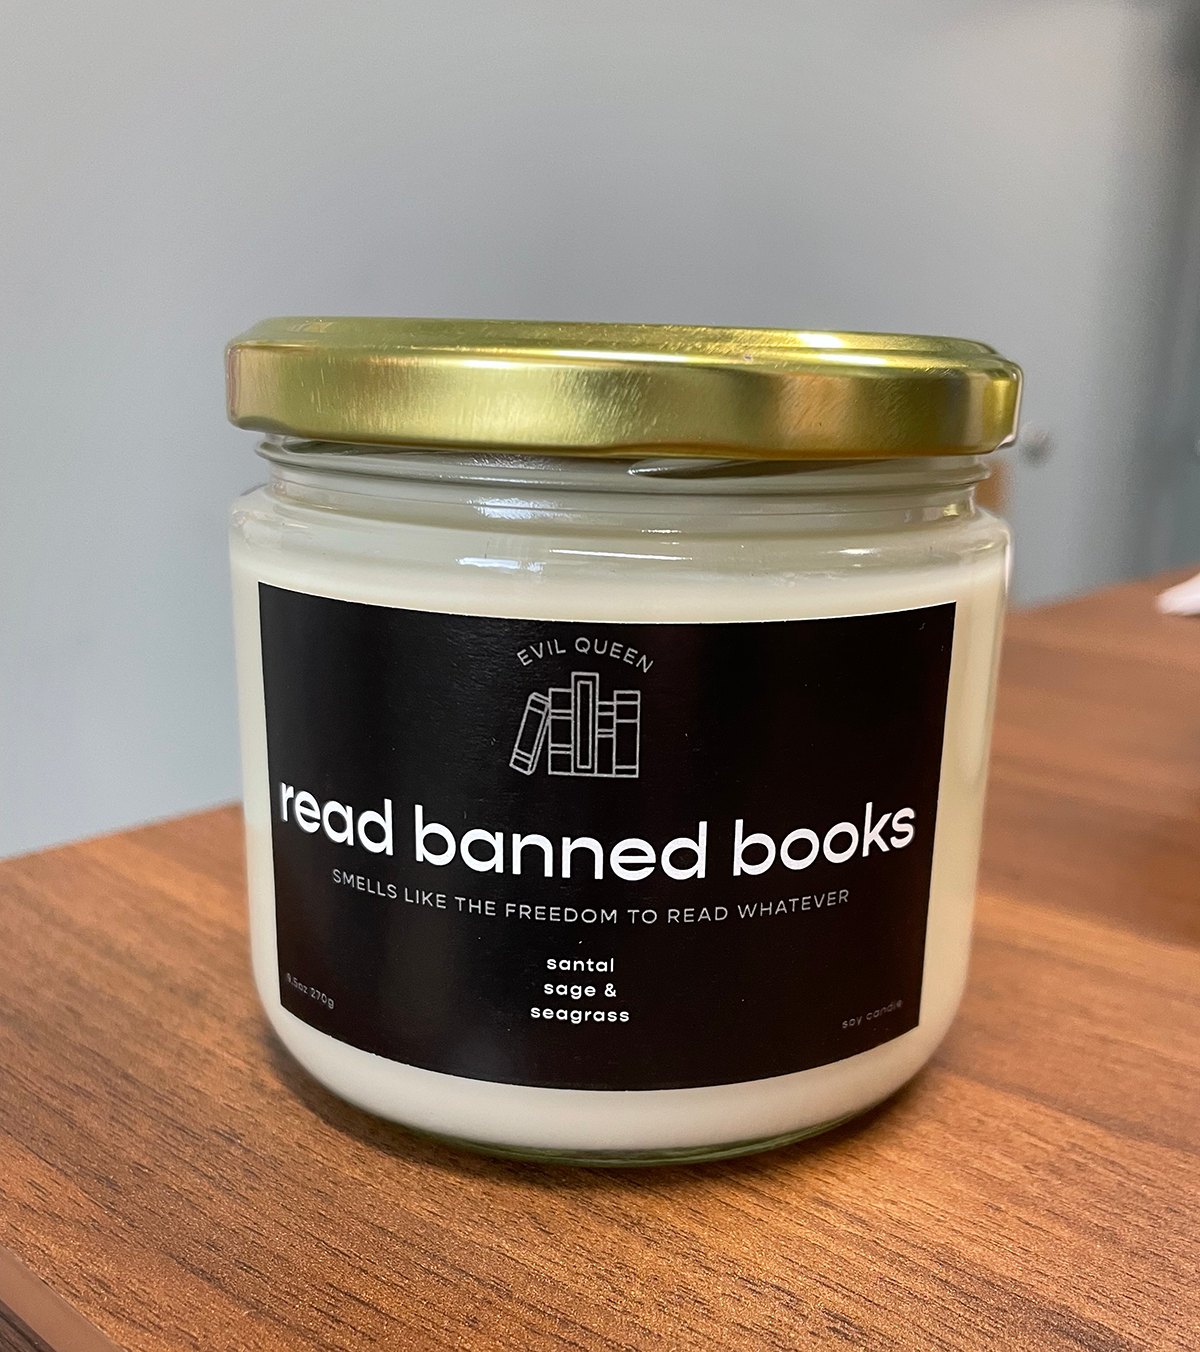 EVIL QUEEN
read banned books
SMELLS LIKE THE FREEDOM TO READ WHATEVER
santal
sage &
seagrass
9.5oz 270g
soy candle